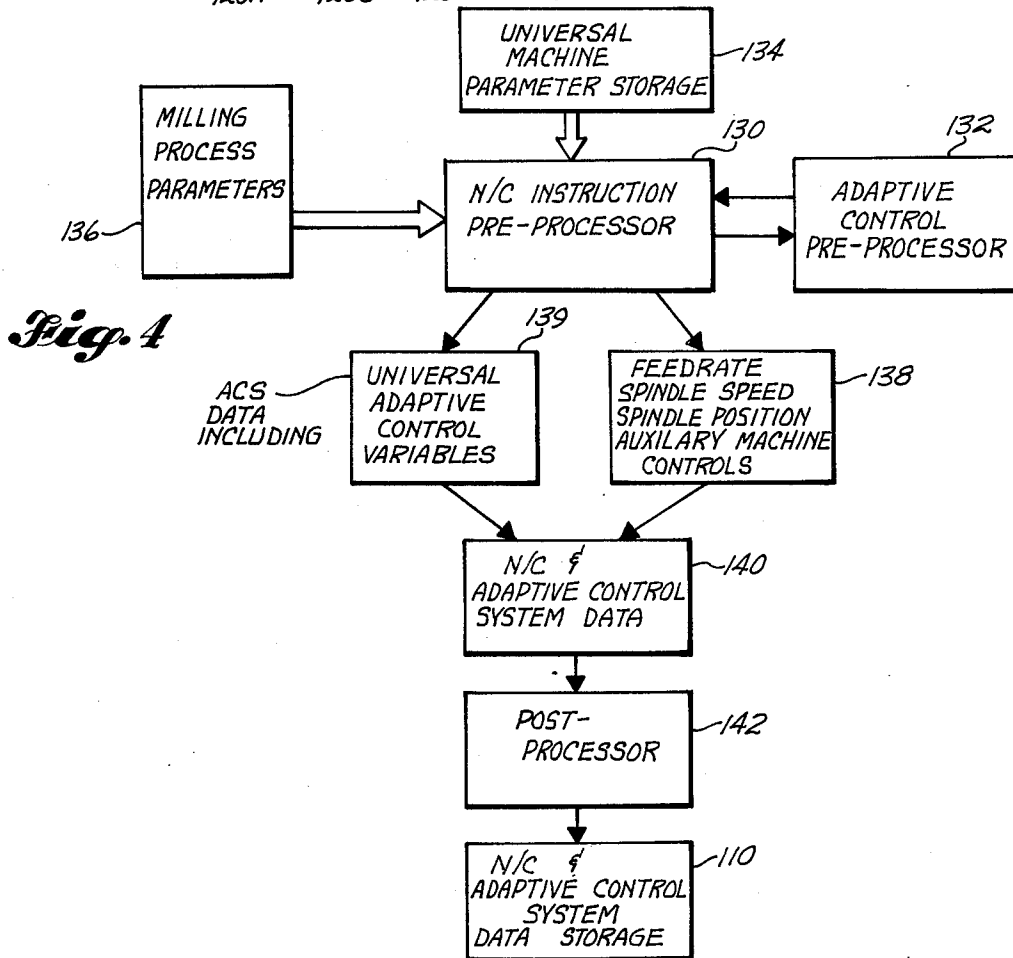 UNIVERSAL
MACHINE
PARAMETER STORAGE
134
MILLING
PROCESS
PARAMETERS
136
130
N/C INSTRUCTION
PRE-PROCESSOR
132
ADAPTIVE
CONTROL
PRE-PROCESSOR
Fig. 4
139
ACS
DATA
INCLUDING
UNIVERSAL
ADAPTIVE
CONTROL
VARIABLES
FEEDRATE
SPINDLE SPEED
SPINDLE POSITION
AUXILARY MACHINE
CONTROLS
138
N/C &
ADAPTIVE CONTROL
SYSTEM DATA
140
POST-
PROCESSOR
142
N/C &
ADAPTIVE CONTROL
SYSTEM
DATA STORAGE
110